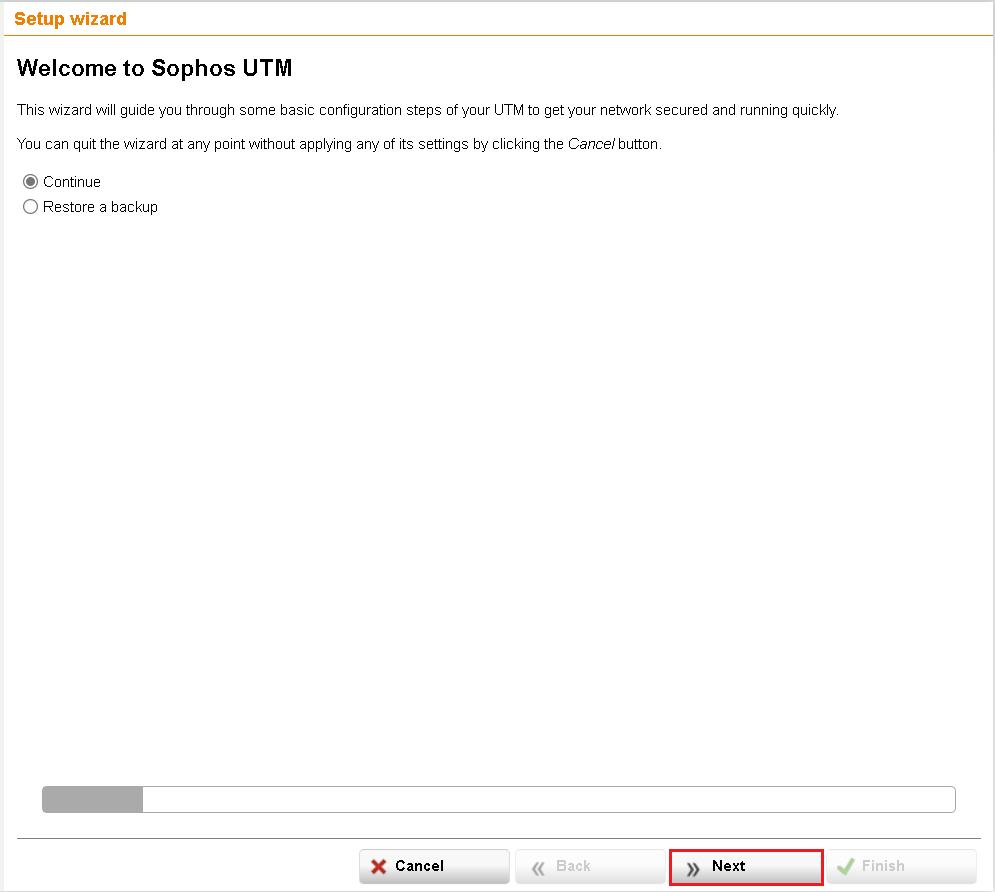 Setup wizard
Welcome to Sophos UTM
This wizard will guide you through some basic configuration steps of your UTM to get your network secured and running quickly.
You can quit the wizard at any point without applying any of its settings by clicking the Cancel button.
Continue
Restore a backup
Cancel Back Next Finish